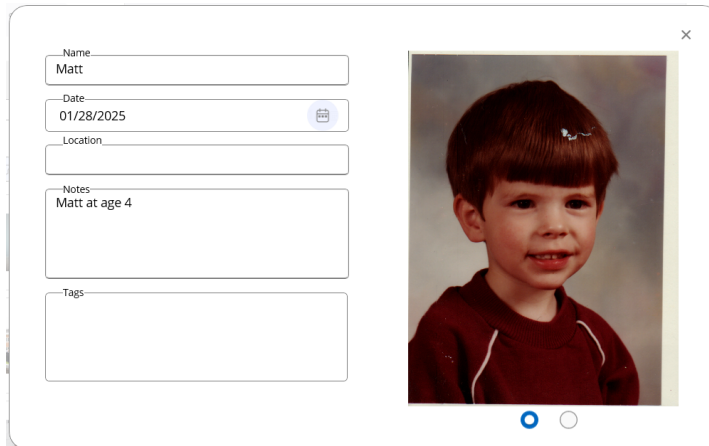 Name
Matt
Date
01/28/2025
Location
Notes
Matt at age 4
Tags